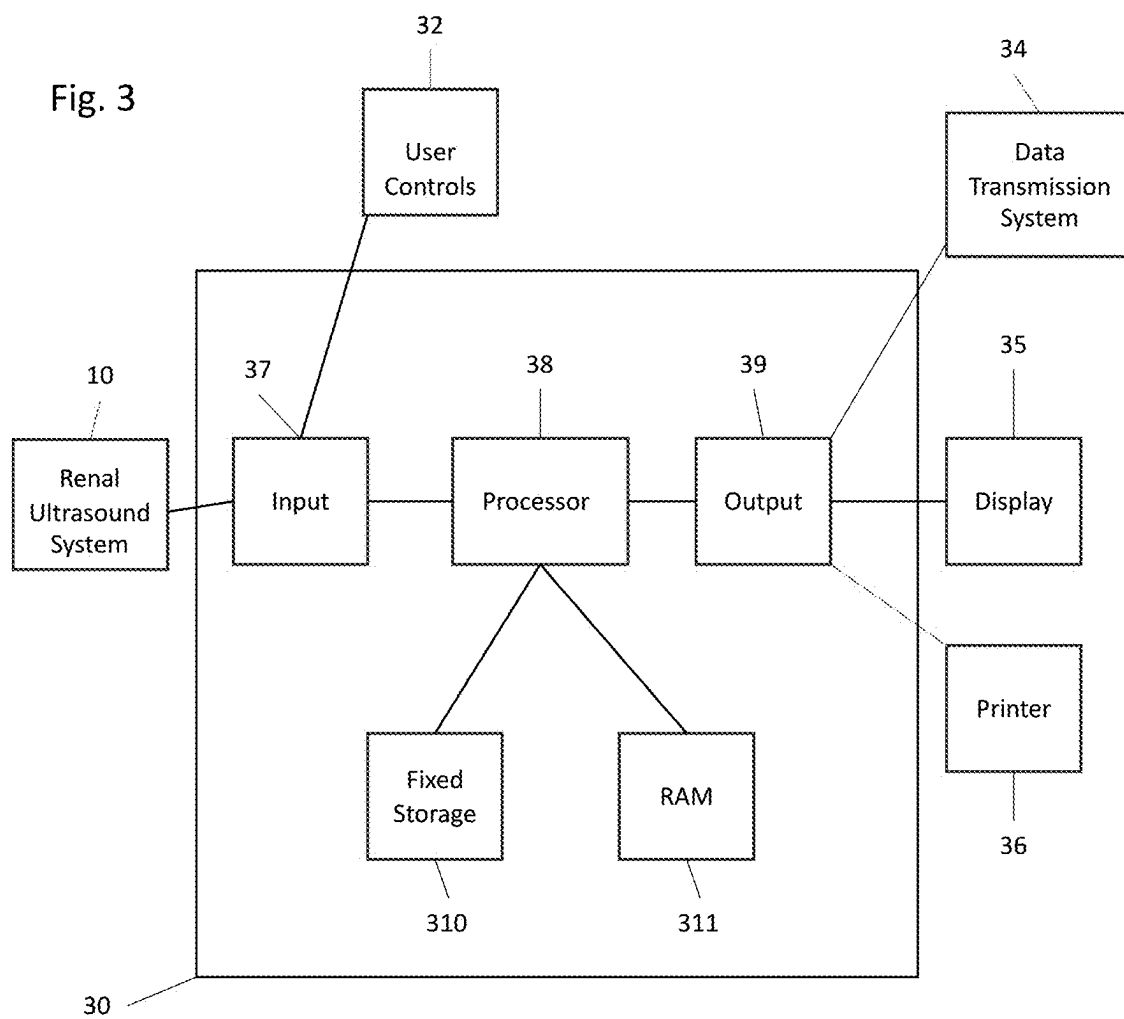 Fig. 3
32
User
Controls
34
Data
Transmission
System
10
Renal
Ultrasound
System
37
Input
38
Processor
39
Output
35
Display
Fixed
Storage
310
RAM
311
Printer
36
30